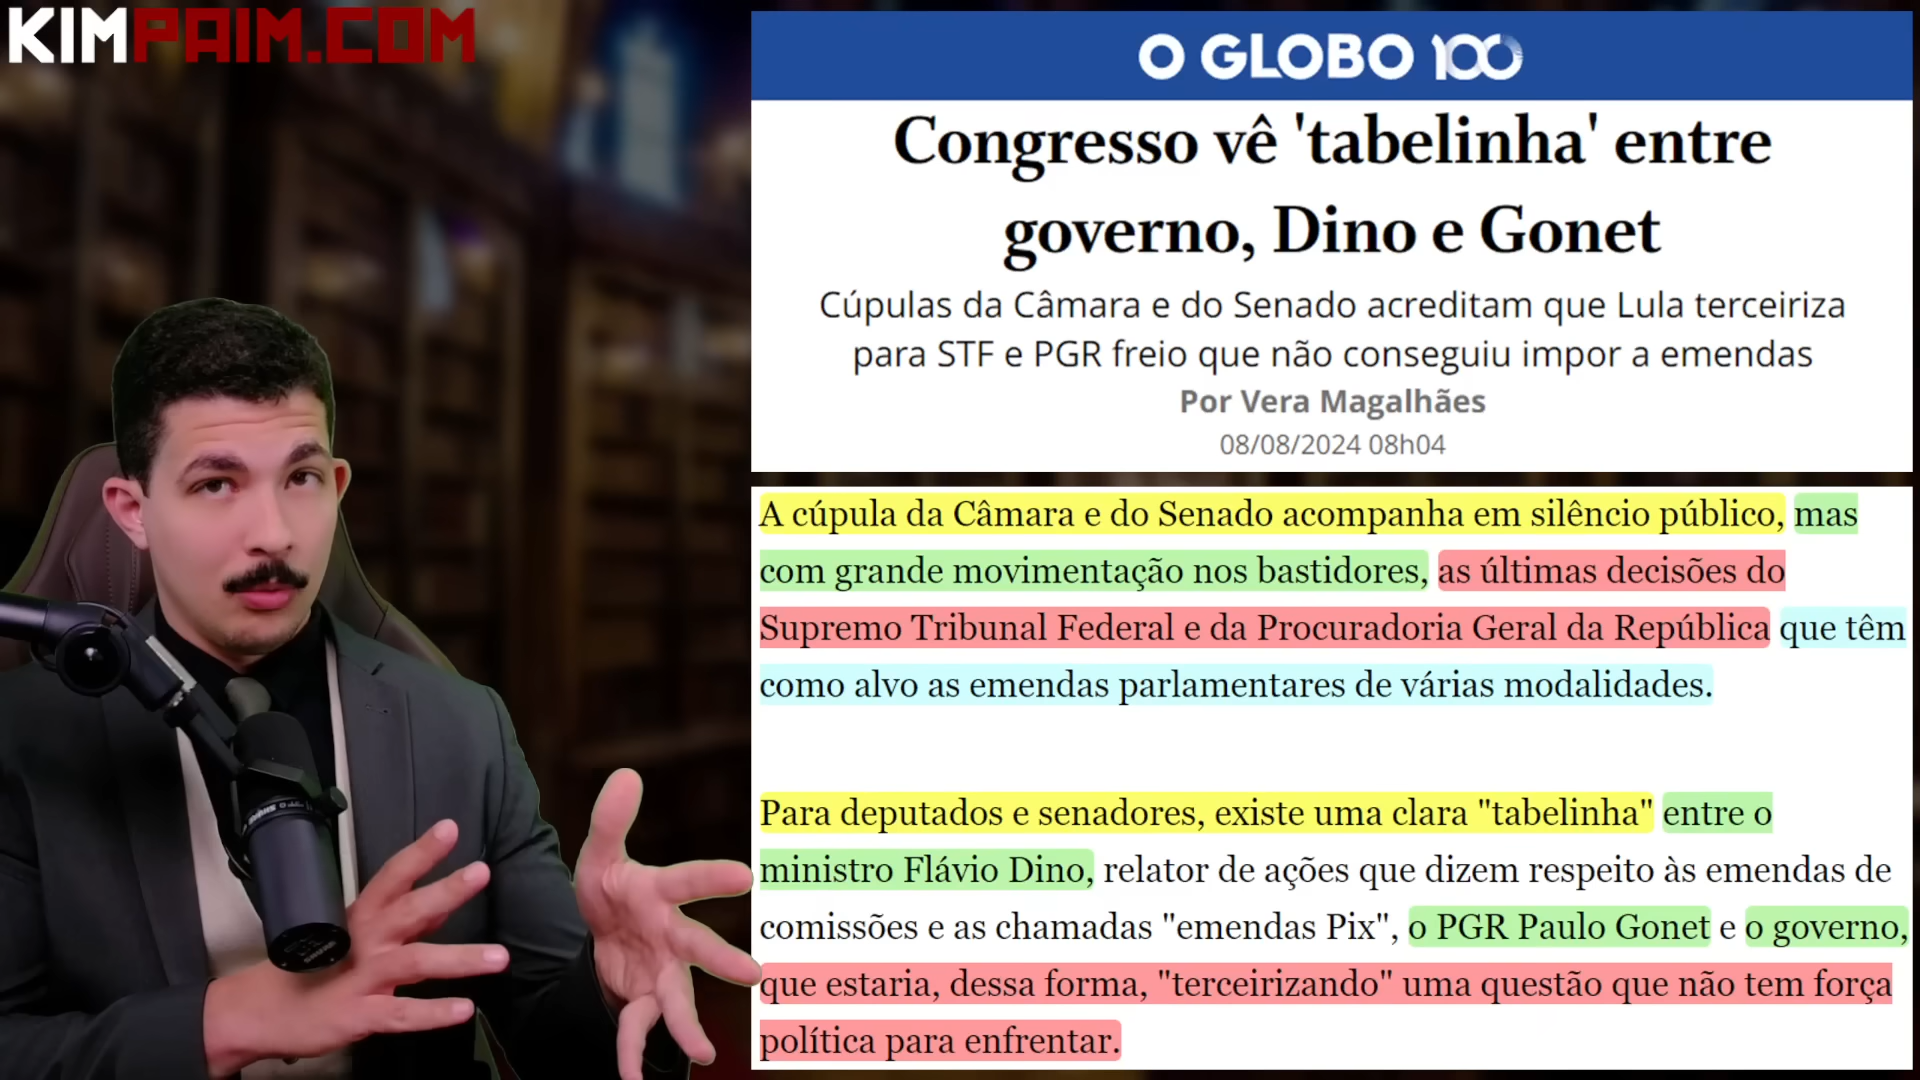 KIMPAIM.COM
O GLOBO 100
Congresso vê 'tabelinha' entre
governo, Dino e Gonet
Cúpulas da Câmara e do Senado acreditam que Lula terceiriza
para STF e PGR freio que não conseguiu impor a emendas
Por Vera Magalhães
08/08/2024 08h04
A cúpula da Câmara e do Senado acompanha em silêncio público, mas
com grande movimentação nos bastidores, as últimas decisões do
Supremo Tribunal Federal e da Procuradoria Geral da República que têm
como alvo as emendas parlamentares de várias modalidades.
Para deputados e senadores, existe uma clara "tabelinha" entre o
ministro Flávio Dino, relator de ações que dizem respeito às emendas de
comissões e as chamadas "emendas Pix", o PGR Paulo Gonet e o governo,
que estaria, dessa forma, "terceirizando" uma questão que não tem força
política para enfrentar.